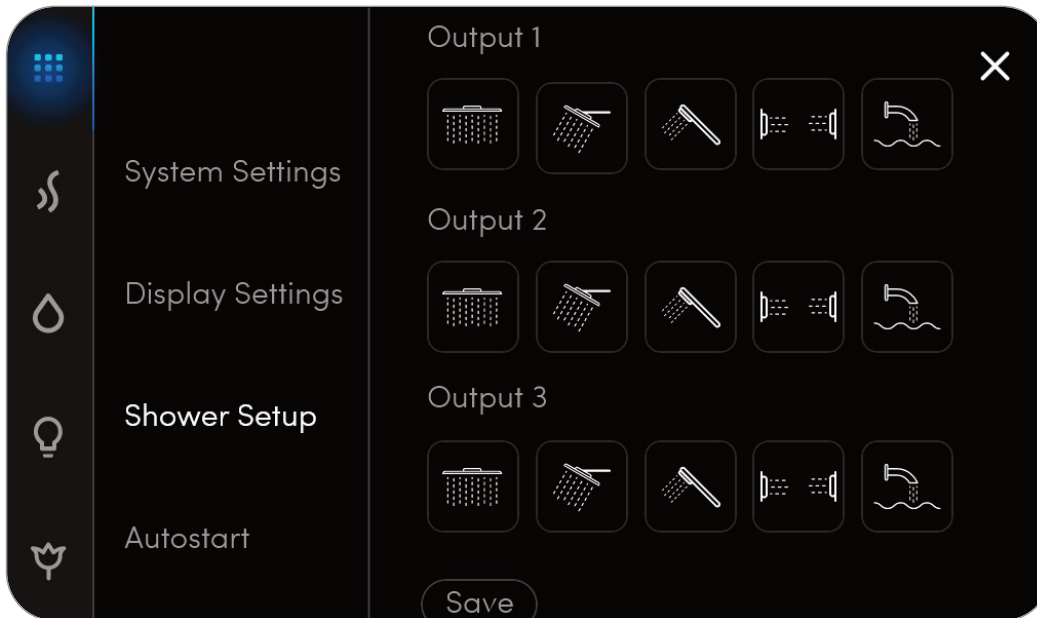 System Settings
Display Settings
Shower Setup
Autostart
Output 1
Output 2
Output 3
Save